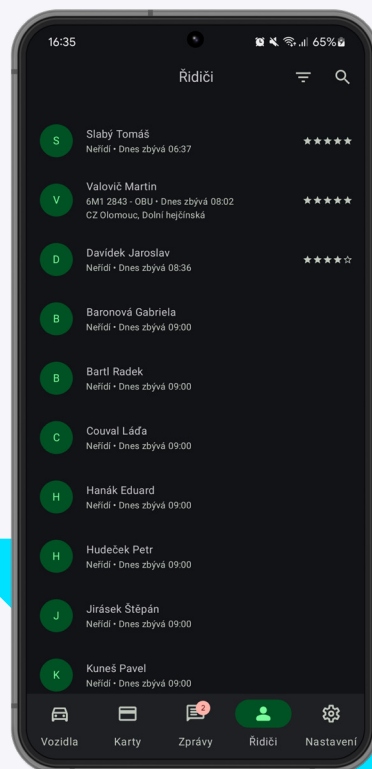 16:35
65%
Řidiči
S
Slabý Tomáš
Neřídí • Dnes zbývá 06:37
★★★★★
V
Valovič Martin
6M1 2843 - OBU • Dnes zbývá 08:02
CZ Olomouc, Dolní hejčínská
★★★★★
D
Davídek Jaroslav
Neřídí • Dnes zbývá 08:36
★★★★☆
B
Baronová Gabriela
Neřídí • Dnes zbývá 09:00
B
Bartl Radek
Neřídí • Dnes zbývá 09:00
C
Couval Láďa
Neřídí • Dnes zbývá 09:00
H
Hanák Eduard
Neřídí • Dnes zbývá 09:00
H
Hudeček Petr
Neřídí • Dnes zbývá 09:00
J
Jirásek Štěpán
Neřídí • Dnes zbývá 09:00
K
Kuneš Pavel
Neřídí • Dnes zbývá 09:00
2
Vozidla
Karty
Zprávy
Řidiči
Nastavení